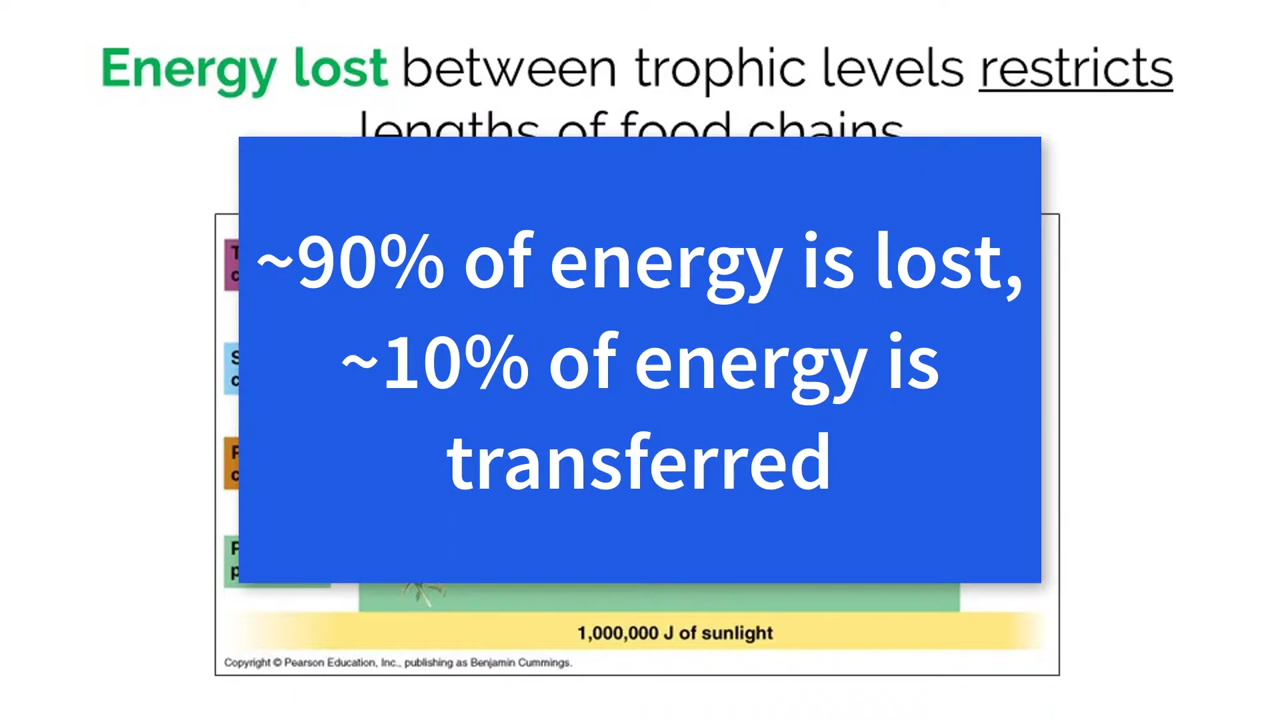 Energy lost between trophic levels restricts
lengths of food chains
~90% of energy is lost,
~10% of energy is
transferred
1,000,000 J of sunlight
Copyright © Pearson Education, Inc., publishing as Benjamin Cummings.